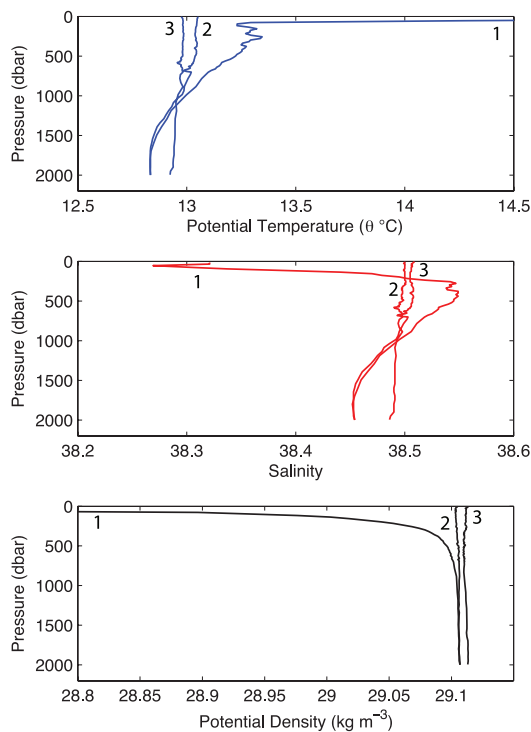 0
500
1000
1500
2000
Pressure (dbar)
3 2
1
12.5 13 13.5 14 14.5
Potential Temperature (θ °C)
0
500
1000
1500
2000
Pressure (dbar)
1
2
3
38.2 38.3 38.4 38.5 38.6
Salinity
0
500
1000
1500
2000
Pressure (dbar)
1 2 3
28.8 28.85 28.9 28.95 29 29.05 29.1
Potential Density (kg m⁻³)